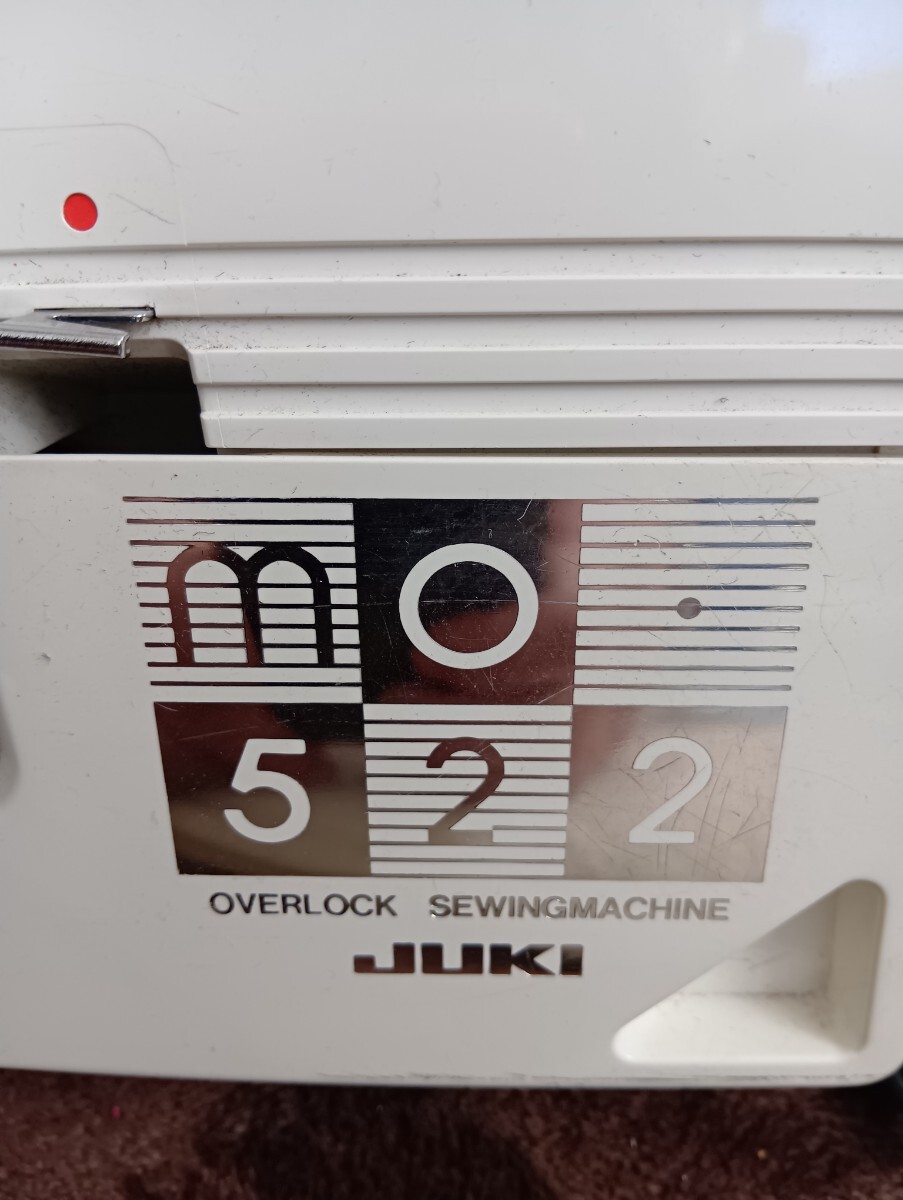 mo·
522
OVERLOCK SEWINGMACHINE
JUKI